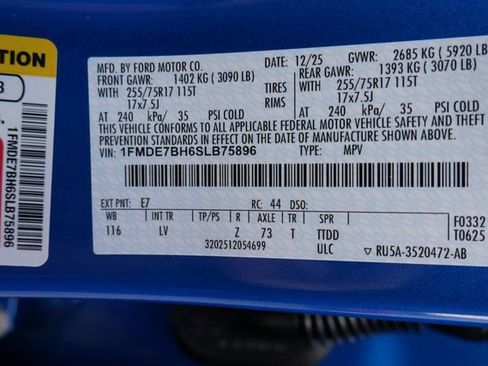 MFD. BY FORD MOTOR CO. 12/25 GVWR: 2685 KG (5920 LB)
FRONT GAWR: 1402 KG (3090 LB) REAR GAWR: 1393 KG (3070 LB)
255/75R17 115T TIRES 255/75R17 115T
17x7.5J RIMS 17x7.5J
AT 240 kPa/ 35 PSI COLD AT 240 kPa/ 35 PSI COLD
THIS VEHICLE CONFORMS TO ALL APPLICABLE FEDERAL MOTOR VEHICLE SAFETY AND THEFT
PREVENTION STANDARDS IN EFFECT ON THE DATE OF MANUFACTURE SHOWN ABOVE.
VIN: 1FMDE7BH6SLB75896 TYPE: MPV
EXT PNT: E7 RC: 44 DSO:
WB INT TR TP/PS R AXLE TR SPR F0332
116 LV Z 73 T TTDD T0625
3202512054699 ULC RU5A-3520472-AB
1FMDE7BH6SLB75896